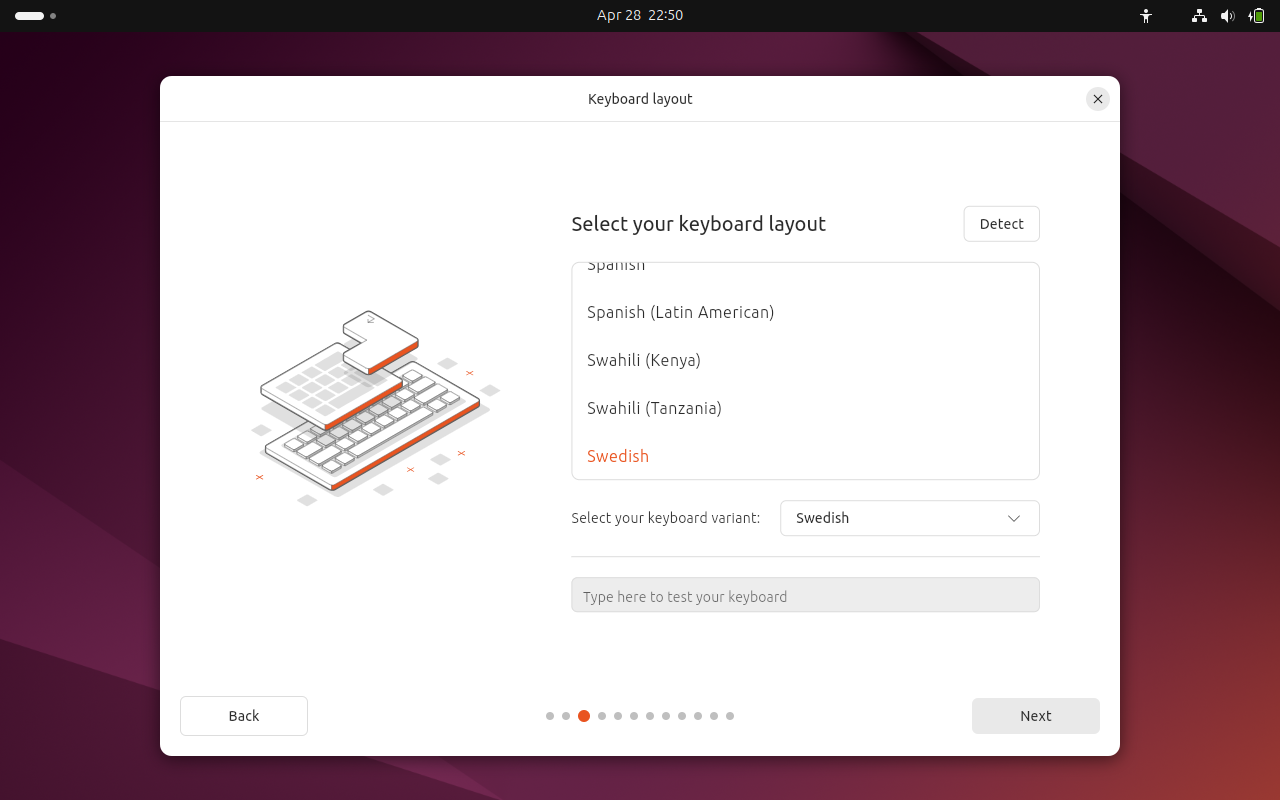 Apr 28 22:50
Keyboard layout
Select your keyboard layout
Detect
Spanish
Spanish (Latin American)
Swahili (Kenya)
Swahili (Tanzania)
Swedish
Select your keyboard variant:
Swedish
Type here to test your keyboard
Back
Next